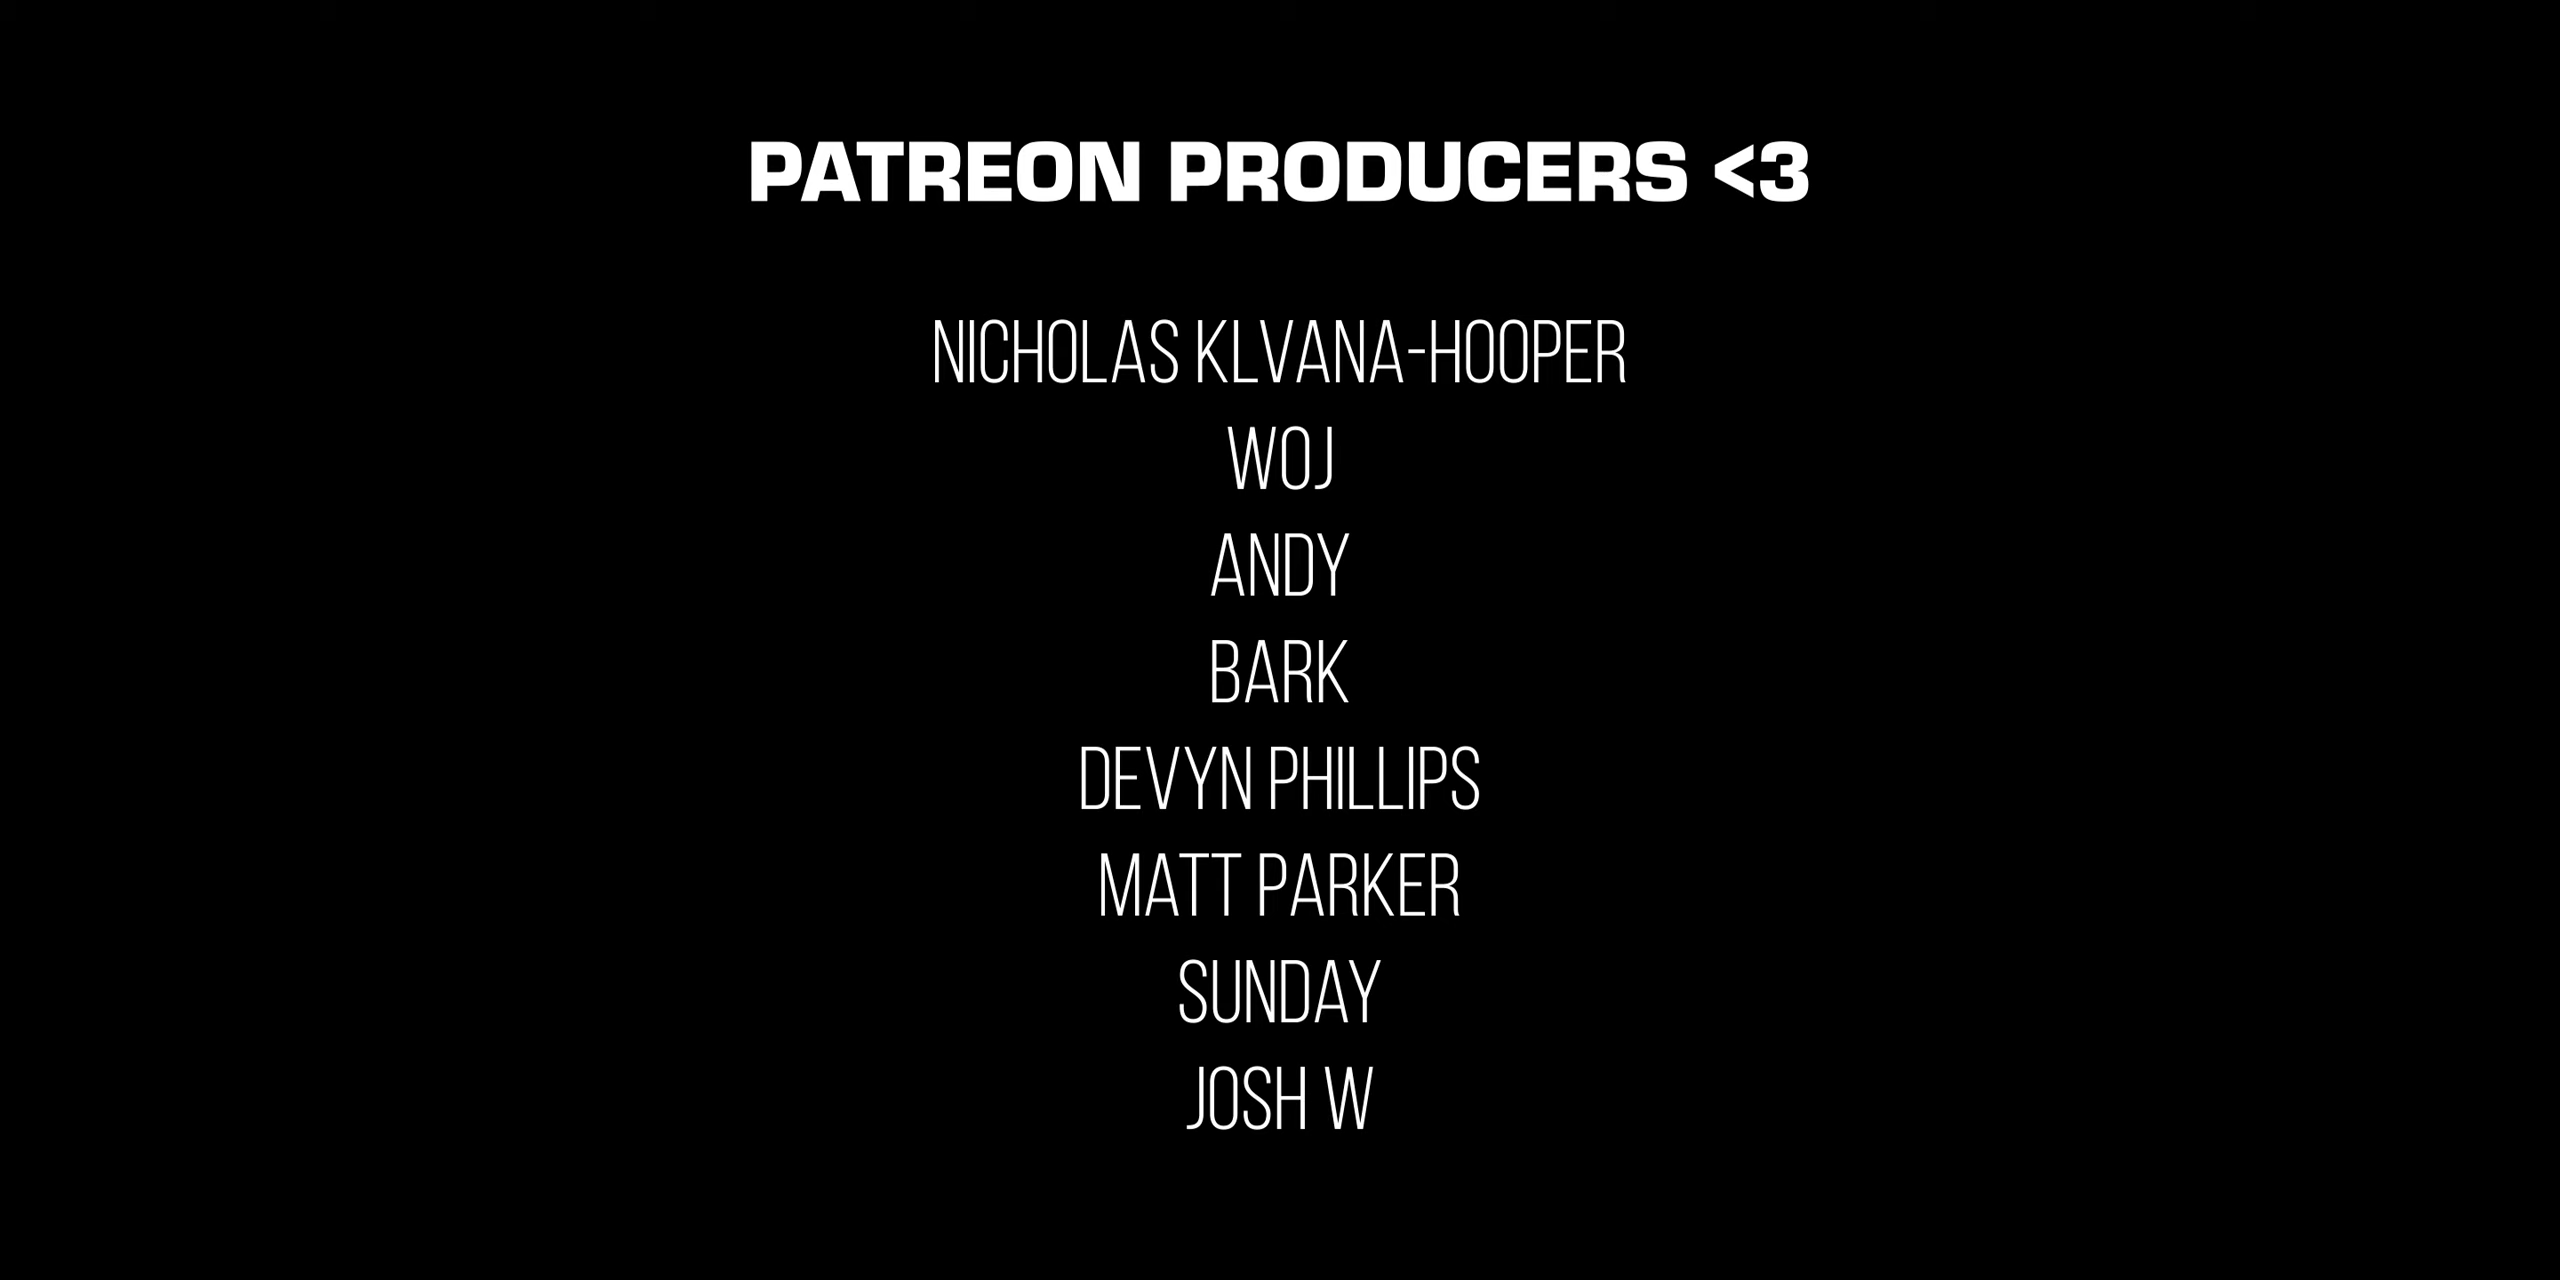 PATREON PRODUCERS <3
NICHOLAS KLVANA-HOOPER
WOJ
ANDY
BARK
DEVYN PHILLIPS
MATT PARKER
SUNDAY
JOSH W